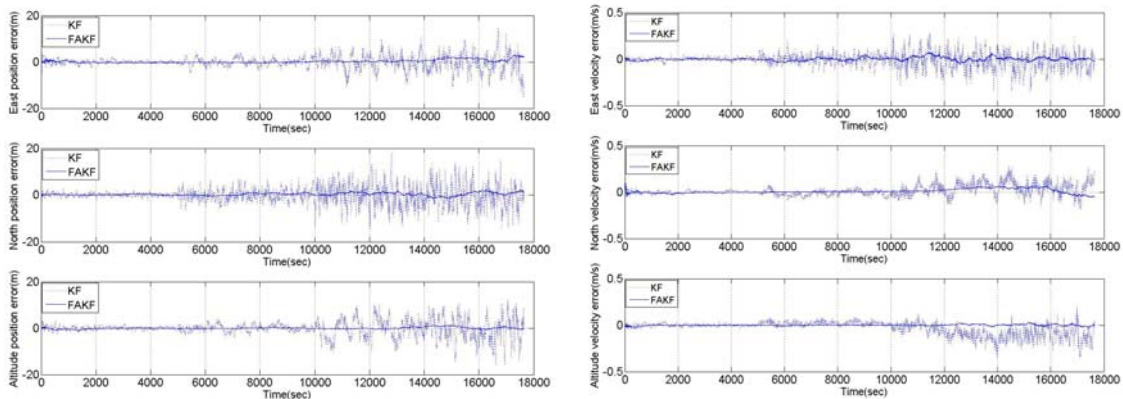 East position error(m)
20
0
-20
KF
FAKF
0 2000 4000 6000 8000 10000 12000 14000 16000 18000
Time(sec)
North position error(m)
20
0
-20
KF
FAKF
0 2000 4000 6000 8000 10000 12000 14000 16000 18000
Time(sec)
Altitude position error(m)
20
0
-20
KF
FAKF
0 2000 4000 6000 8000 10000 12000 14000 16000 18000
Time(sec)
East velocity error(m/s)
0.5
0
-0.5
KF
FAKF
0 2000 4000 6000 8000 10000 12000 14000 16000 18000
Time(sec)
North velocity error(m/s)
0.5
0
-0.5
KF
FAKF
0 2000 4000 6000 8000 10000 12000 14000 16000 18000
Time(sec)
Altitude velocity error(m/s)
0.5
0
-0.5
KF
FAKF
0 2000 4000 6000 8000 10000 12000 14000 16000 18000
Time(sec)